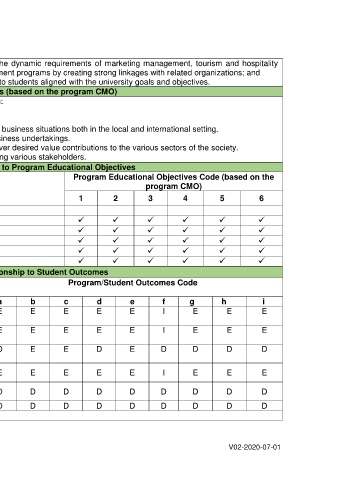 he dynamic requirements of marketing management, tourism and hospitality
ment programs by creating strong linkages with related organizations; and
to students aligned with the university goals and objectives.
s (based on the program CMO)
:
business situations both in the local and international setting.
siness undertakings.
ver desired value contributions to the various sectors of the society.
ng various stakeholders.
to Program Educational Objectives
Program Educational Objectives Code (based on the
program CMO)
1 2 3 4 5 6
✓ ✓ ✓ ✓ ✓ ✓
✓ ✓ ✓ ✓ ✓ ✓
✓ ✓ ✓ ✓ ✓ ✓
✓ ✓ ✓ ✓ ✓ ✓
✓ ✓ ✓ ✓ ✓ ✓
onship to Student Outcomes
Program/Student Outcomes Code
a b c d e f g h i
E E E E E I E E E
E E E E E I E E E
D E E D E D D D D
E E E E E I E E E
D D D D D D D D D
D D D D D D D D D
V02-2020-07-01